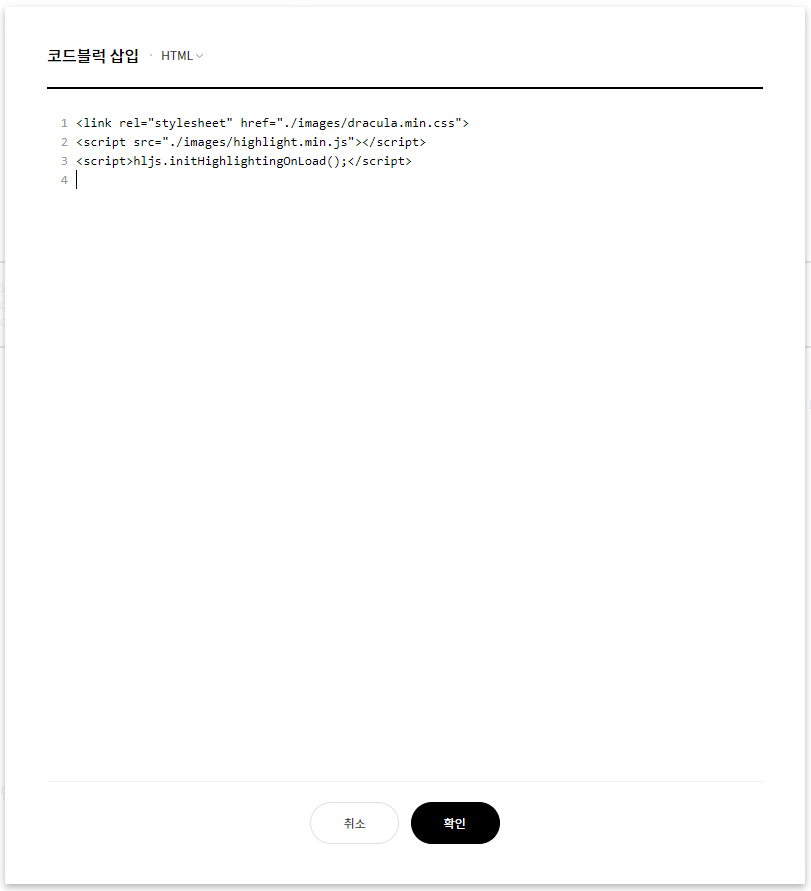 코드블럭 삽입 · HTML
1 <link rel="stylesheet" href="./images/dracula.min.css">
2 <script src="./images/highlight.min.js"></script>
3 <script>hljs.initHighlightingOnLoad();</script>
4
취소 확인